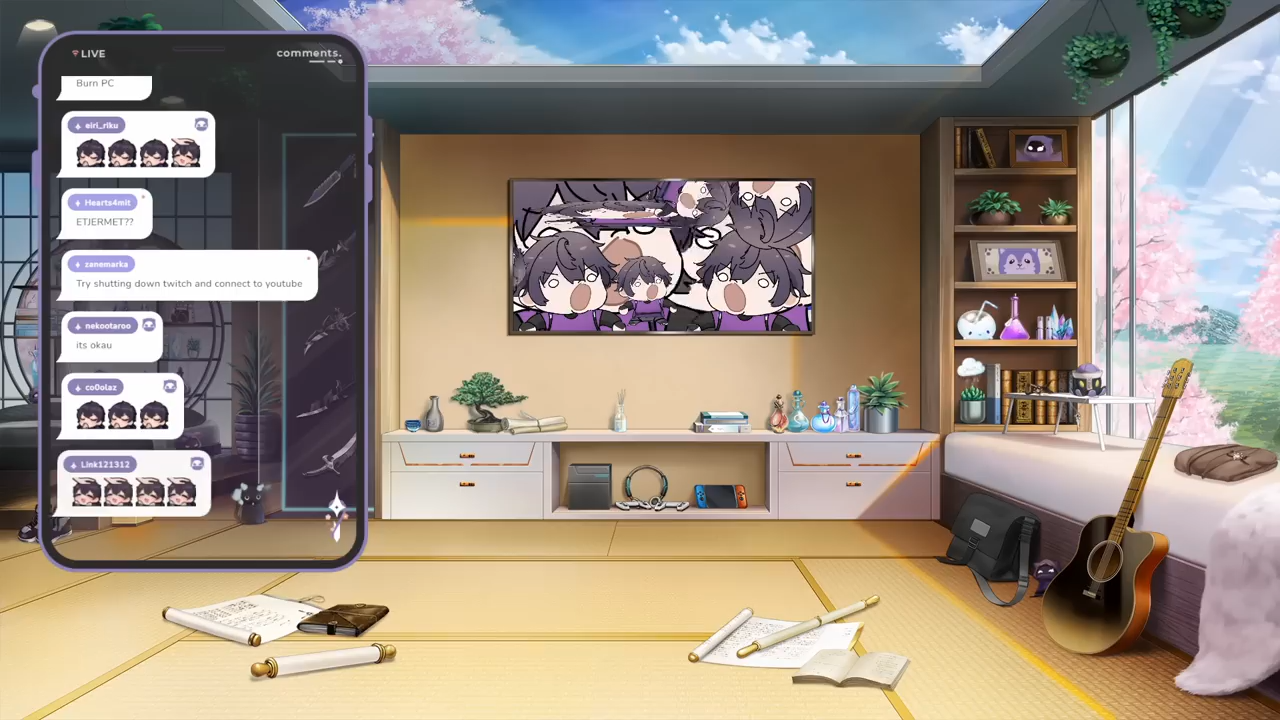 LIVE
comments.
Burn PC
eiri_riku
Hearts4mit
ETJERMET??
zanemarka
Try shutting down twitch and connect to youtube
nekootaroo
its okau
co0olaz
Link121312